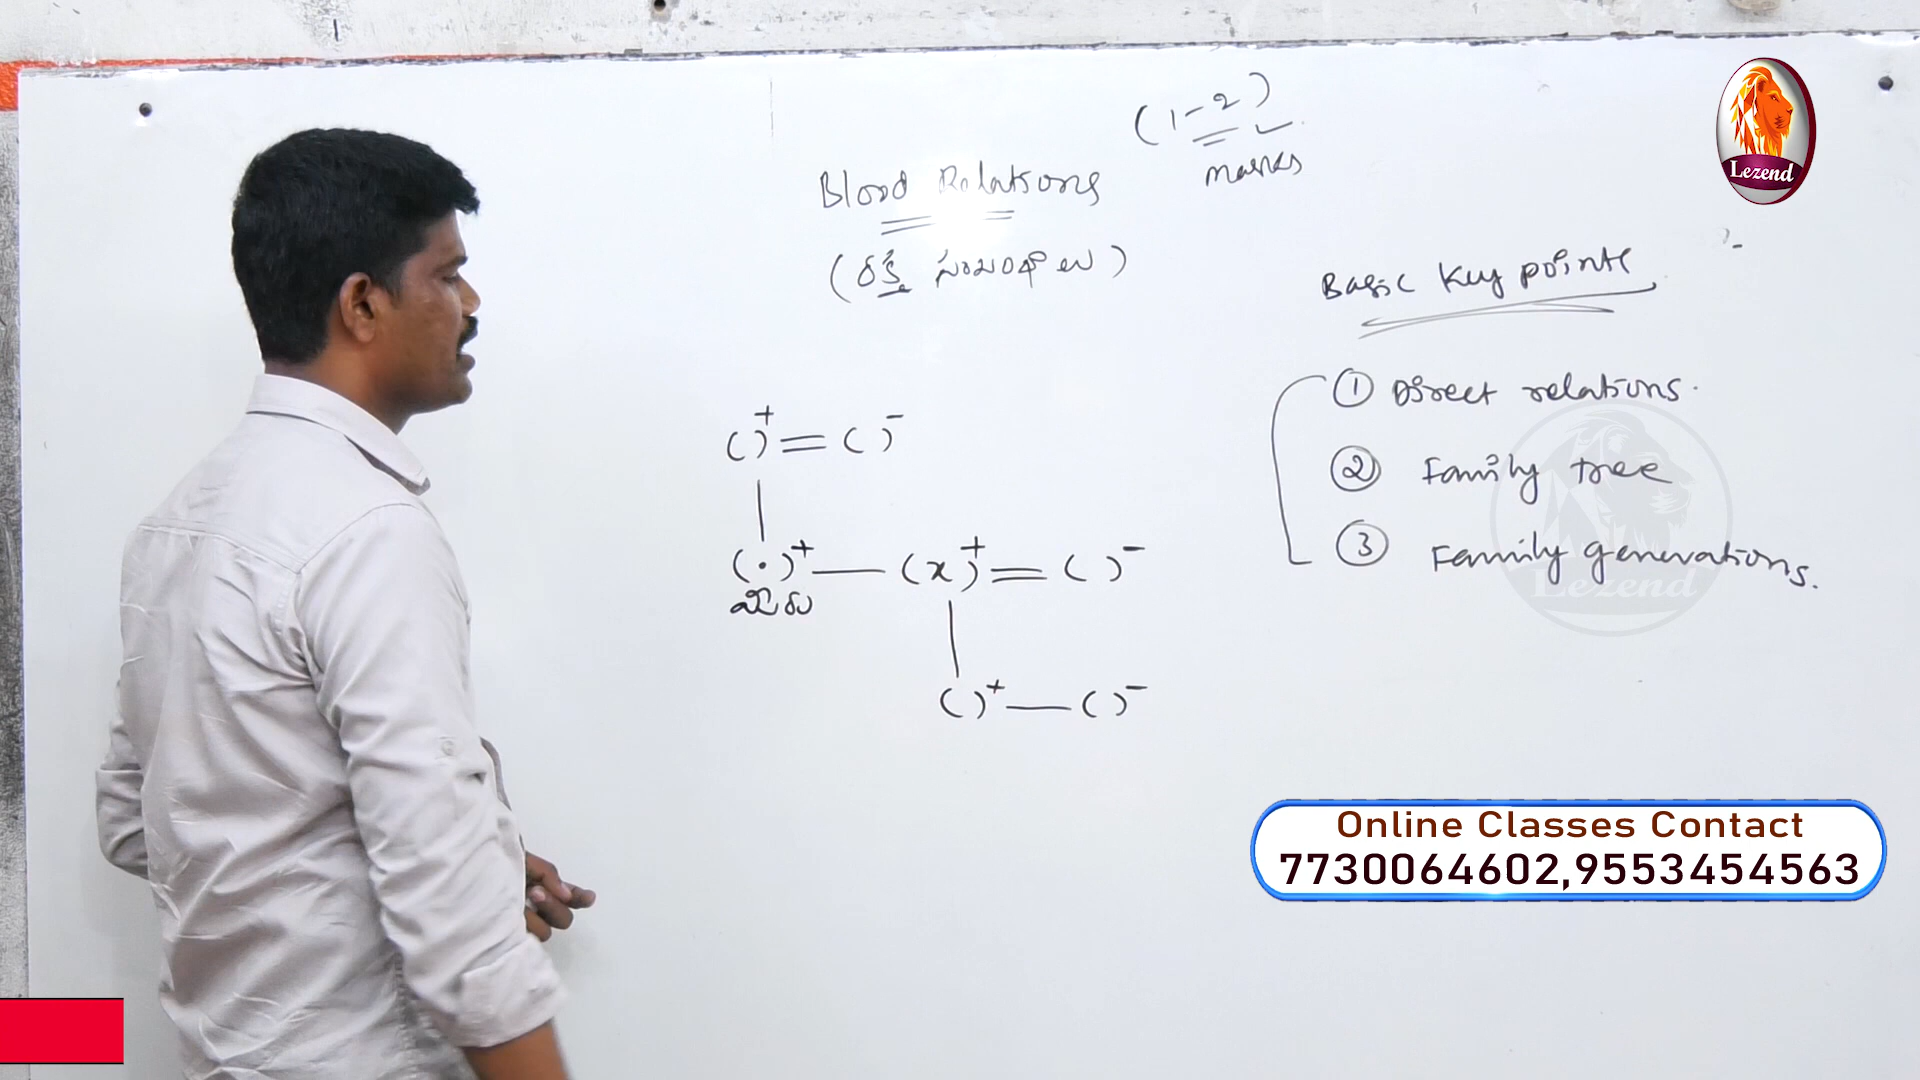 (1-2)
marks
Blood Relations
(రక్త సంబంధాలు)
Basic Key points
① Direct relations.
② Family tree
③ Family generations.
( )+ = ( )-
(•)+ — (x)+ = ( )-
మీరు
( )+ — ( )-
Lezend
Lezend
Online Classes Contact
7730064602,9553454563